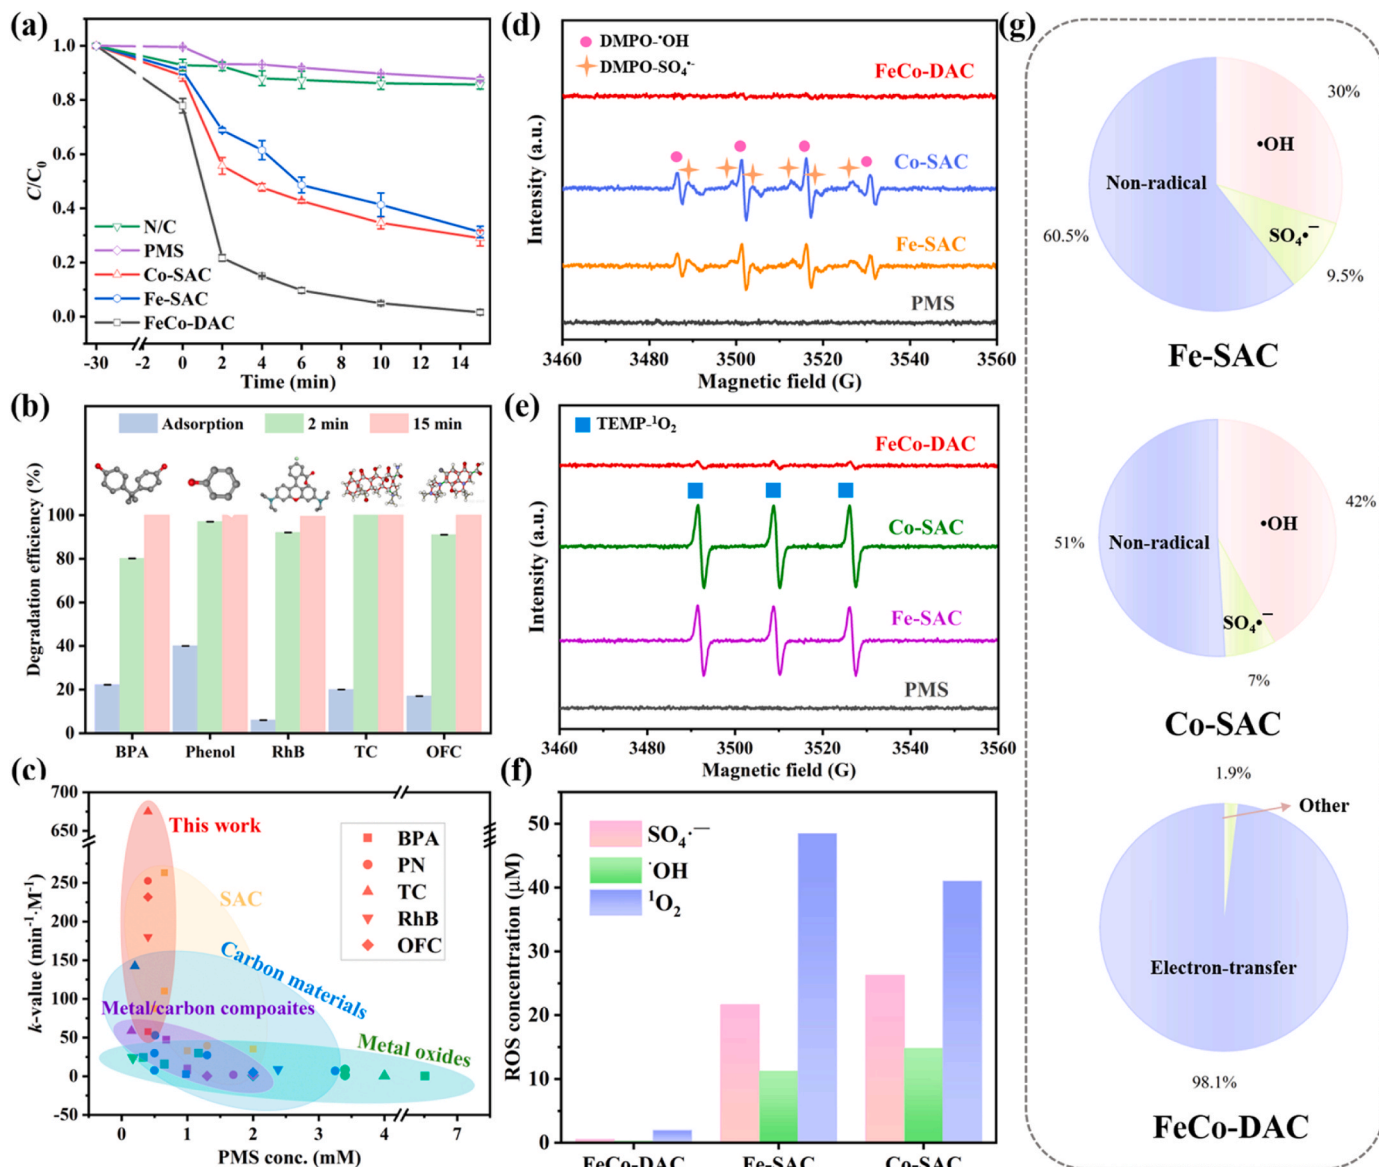 (a)
C/C0
1.0
0.8
0.6
0.4
0.2
0.0
N/C
PMS
Co-SAC
Fe-SAC
FeCo-DAC
-30 -2 0 2 4 6 8 10 12 14
Time (min)
(b)
Degradation efficiency (%)
Adsorption 2 min 15 min
100
80
60
40
20
0
BPA Phenol RhB TC OFC
(c)
k-value (min⁻¹·M⁻¹)
700
650
250
200
150
100
50
0
-50
This work
SAC
Carbon materials
Metal/carbon compoaites
Metal oxides
BPA
PN
TC
RhB
OFC
0 1 2 3 4 7
PMS conc. (mM)
(d)
Intensity (a.u.)
DMPO-•OH
DMPO-SO₄•-
FeCo-DAC
Co-SAC
Fe-SAC
PMS
3460 3480 3500 3520 3540 3560
Magnetic field (G)
(e)
Intensity (a.u.)
TEMP-¹O₂
FeCo-DAC
Co-SAC
Fe-SAC
PMS
3460 3480 3500 3520 3540 3560
Magnetic field (G)
(f)
ROS concentration (μM)
50
40
30
20
10
0
SO₄·—
·OH
¹O₂
FeCo-DAC Fe-SAC Co-SAC
(g)
30%
•OH
Non-radical
SO₄•—
60.5%
9.5%
Fe-SAC
42%
•OH
51%
Non-radical
SO₄•—
7%
Co-SAC
1.9%
Other
Electron-transfer
98.1%
FeCo-DAC